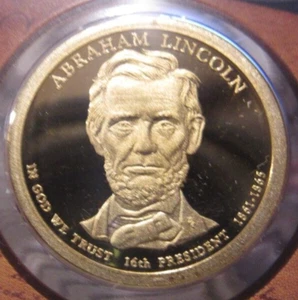 ABRAHAM LINCOLN
IN GOD WE TRUST 16th PRESIDENT 1861-1865